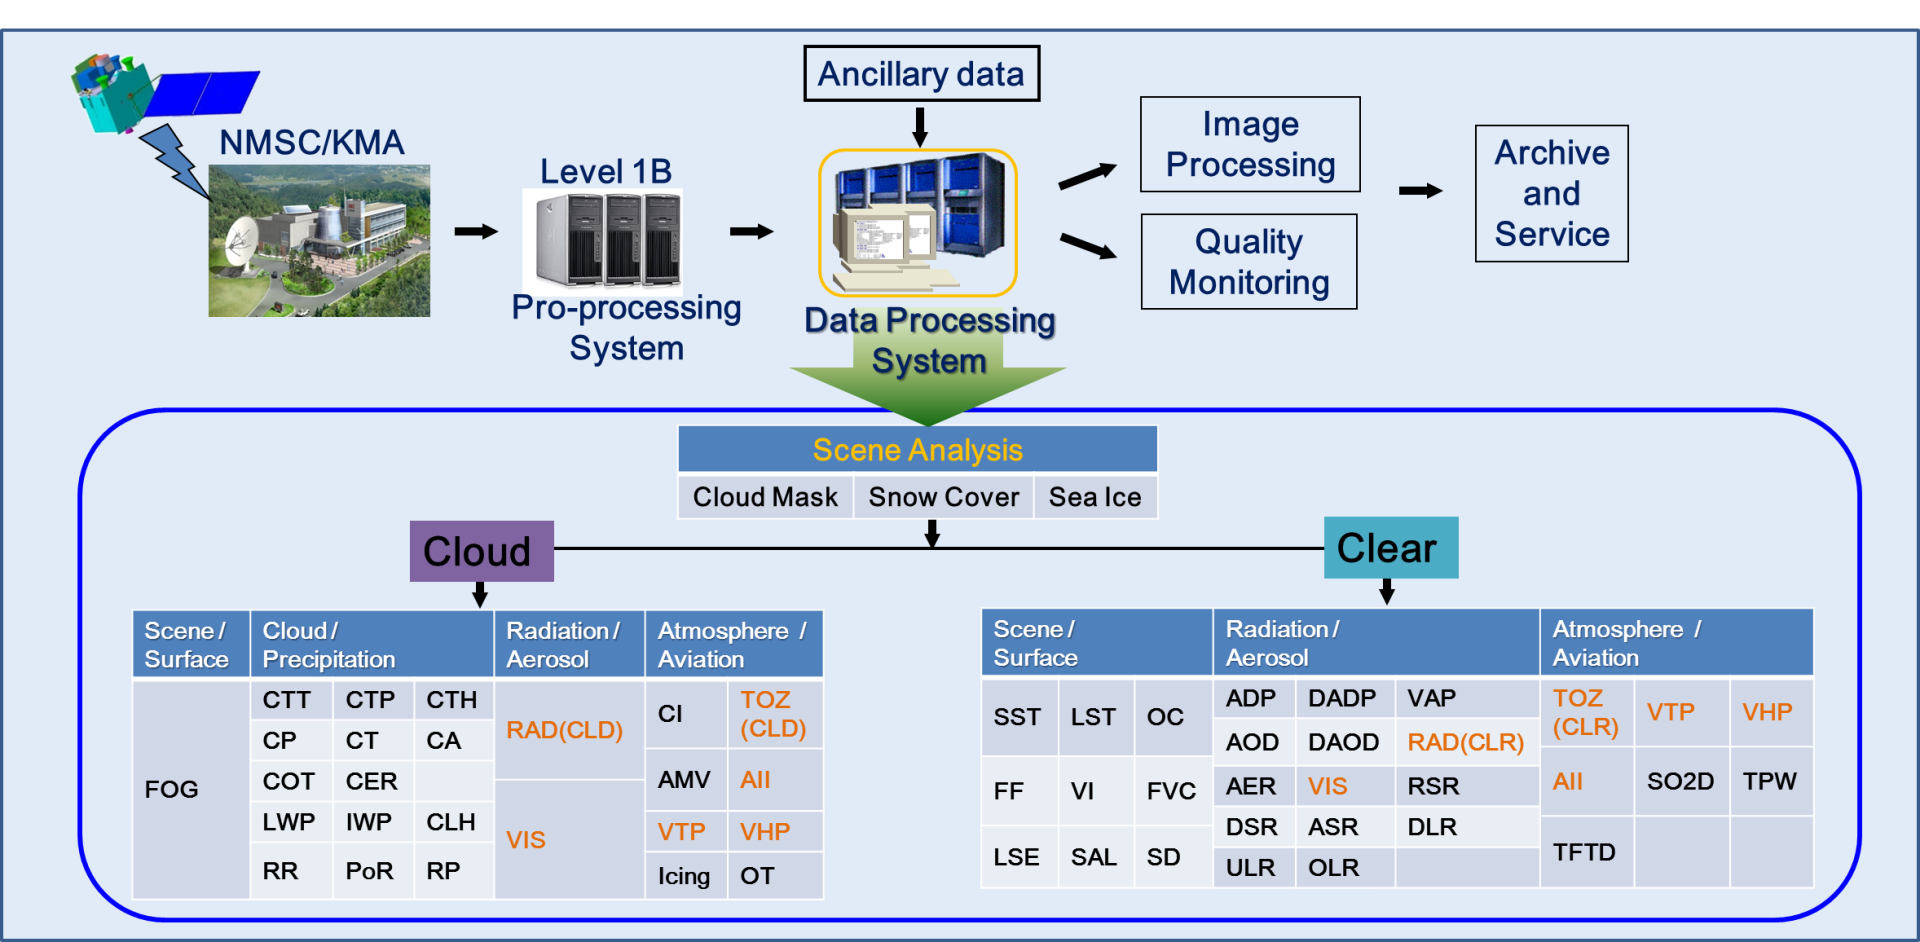 Ancillary data
NMSC/KMA
Level 1B
Pro-processing
System
Data Processing
System
Image
Processing
Quality
Monitoring
Archive
and
Service
Scene Analysis
Cloud Mask Snow Cover Sea Ice
Cloud
Clear
Scene / Surface Cloud / Precipitation Radiation / Aerosol Atmosphere / Aviation
FOG
CTT CTP CTH
CP CT CA
COT CER
LWP IWP CLH
RR PoR RP
RAD(CLD)
VIS
CI TOZ (CLD)
AMV AII
VTP VHP
Icing OT
Scene / Surface Radiation / Aerosol Atmosphere / Aviation
SST LST OC
FF VI FVC
LSE SAL SD
ADP DADP VAP
AOD DAOD RAD(CLR)
AER VIS RSR
DSR ASR DLR
ULR OLR
TOZ (CLR) VTP VHP
AII SO2D TPW
TFTD